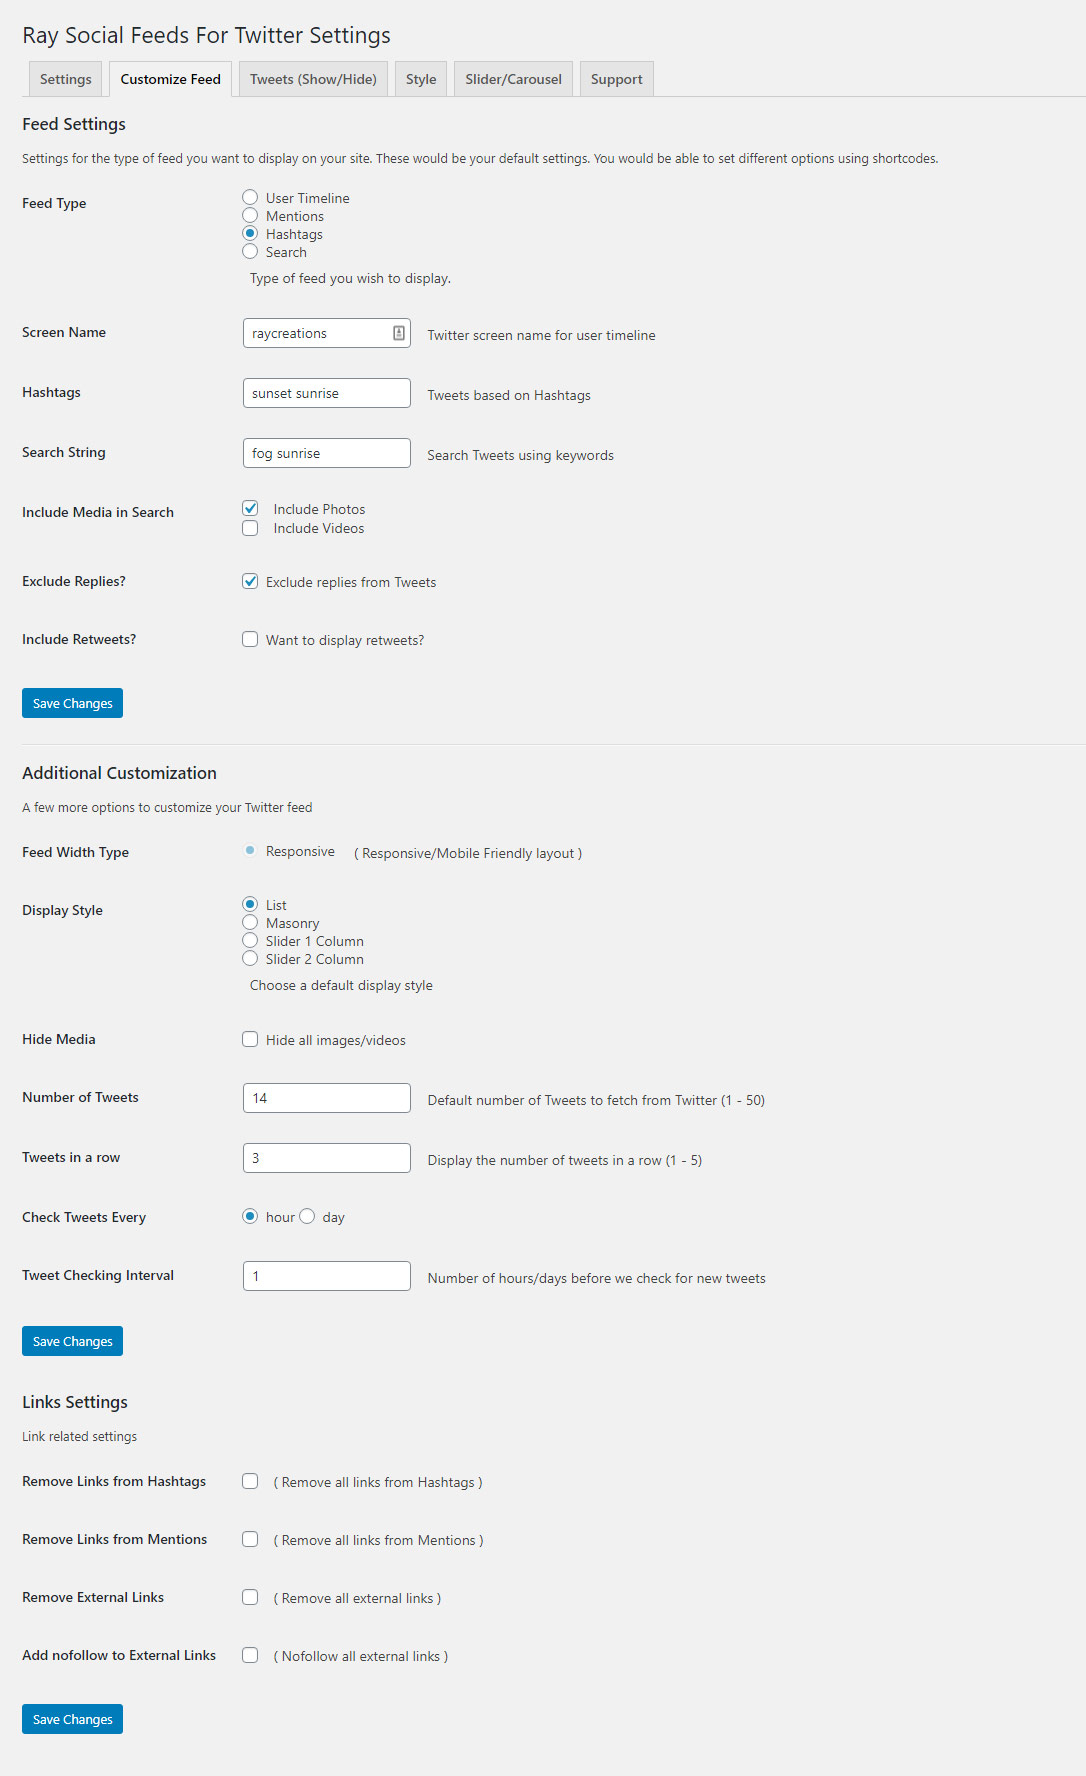 Ray Social Feeds For Twitter Settings
Settings Customize Feed Tweets (Show/Hide) Style Slider/Carousel Support
Feed Settings
Settings for the type of feed you want to display on your site. These would be your default settings. You would be able to set different options using shortcodes.
Feed Type
User Timeline
Mentions
Hashtags
Search
Type of feed you wish to display.
Screen Name raycreations Twitter screen name for user timeline
Hashtags sunset sunrise Tweets based on Hashtags
Search String fog sunrise Search Tweets using keywords
Include Media in Search Include Photos
Include Videos
Exclude Replies? Exclude replies from Tweets
Include Retweets? Want to display retweets?
Save Changes
Additional Customization
A few more options to customize your Twitter feed
Feed Width Type Responsive ( Responsive/Mobile Friendly layout )
Display Style List
Masonry
Slider 1 Column
Slider 2 Column
Choose a default display style
Hide Media Hide all images/videos
Number of Tweets 14 Default number of Tweets to fetch from Twitter (1 - 50)
Tweets in a row 3 Display the number of tweets in a row (1 - 5)
Check Tweets Every hour day
Tweet Checking Interval 1 Number of hours/days before we check for new tweets
Save Changes
Links Settings
Link related settings
Remove Links from Hashtags ( Remove all links from Hashtags )
Remove Links from Mentions ( Remove all links from Mentions )
Remove External Links ( Remove all external links )
Add nofollow to External Links ( Nofollow all external links )
Save Changes